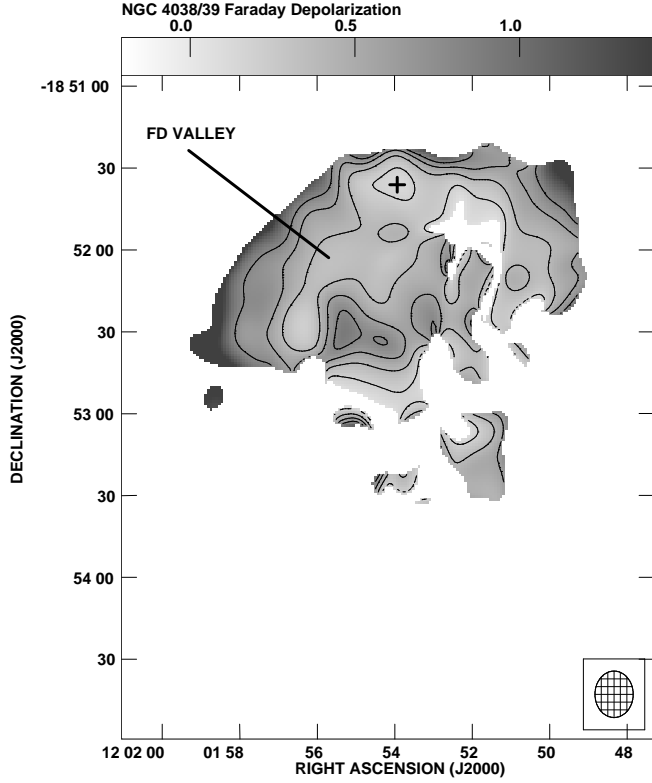 NGC 4038/39 Faraday Depolarization
0.0 0.5 1.0
-18 51 00
FD VALLEY
30
52 00
30
53 00
30
54 00
30
DECLINATION (J2000)
12 02 00 01 58 56 54 52 50 48
RIGHT ASCENSION (J2000)